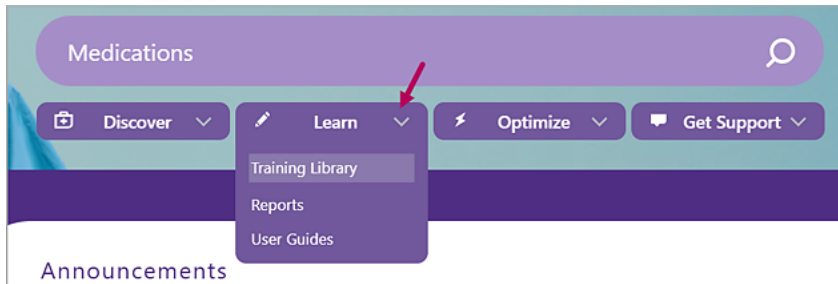 Medications
Discover Learn Optimize Get Support
Training Library
Reports
User Guides
Announcements